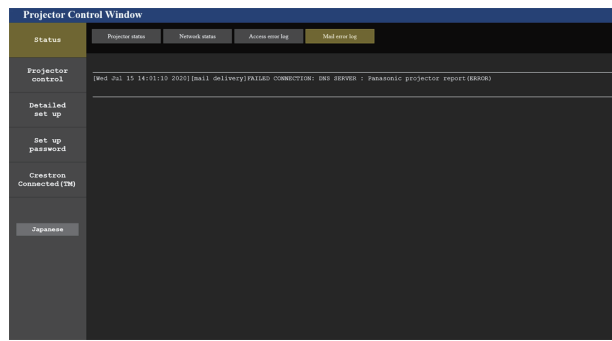 Projector Control Window
Status
Projector status
Network status
Access error log
Mail error log
[Wed Jul 15 14:01:10 2020][mail delivery]FAILED CONNECTION: DNS SERVER : Panasonic projector report(ERROR)
Projector
control
Detailed
set up
Set up
password
Crestron
Connected(TM)
Japanese